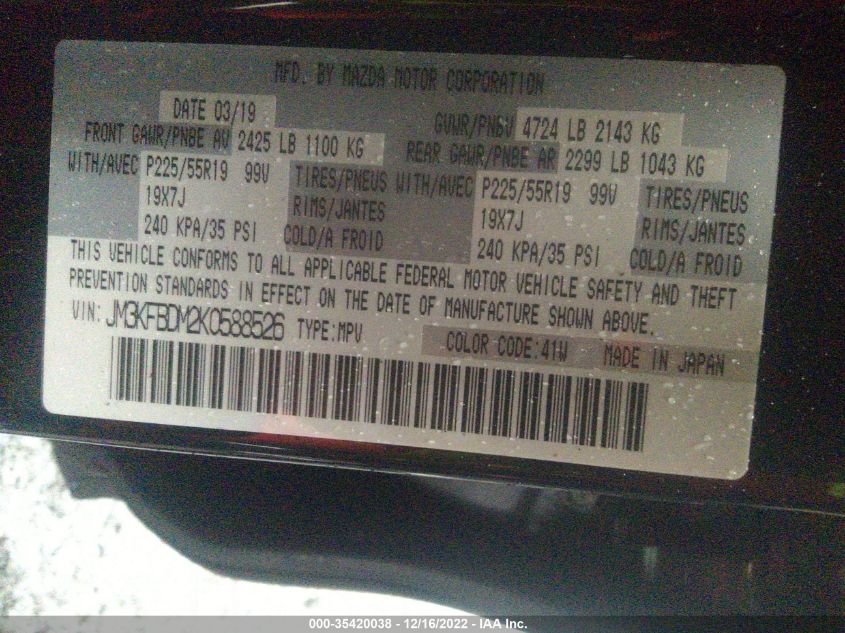 MFD. BY MAZDA MOTOR CORPORATION
DATE 03/19 GVWR/PNBV 4724 LB 2143 KG
FRONT GAWR/PNBE AV 2425 LB 1100 KG REAR GAWR/PNBE AR 2299 LB 1043 KG
WITH/AVEC P225/55R19 99V TIRES/PNEUS WITH/AVEC P225/55R19 99V TIRES/PNEUS
19X7J RIMS/JANTES 19X7J RIMS/JANTES
240 KPA/35 PSI COLD/A FROID 240 KPA/35 PSI COLD/A FROID
THIS VEHICLE CONFORMS TO ALL APPLICABLE FEDERAL MOTOR VEHICLE SAFETY AND THEFT
PREVENTION STANDARDS IN EFFECT ON THE DATE OF MANUFACTURE SHOWN ABOVE.
VIN: JM3KFBDM2K0588526 TYPE:MPV COLOR CODE:41W MADE IN JAPAN
000-35420038 - 12/16/2022 - IAA Inc.